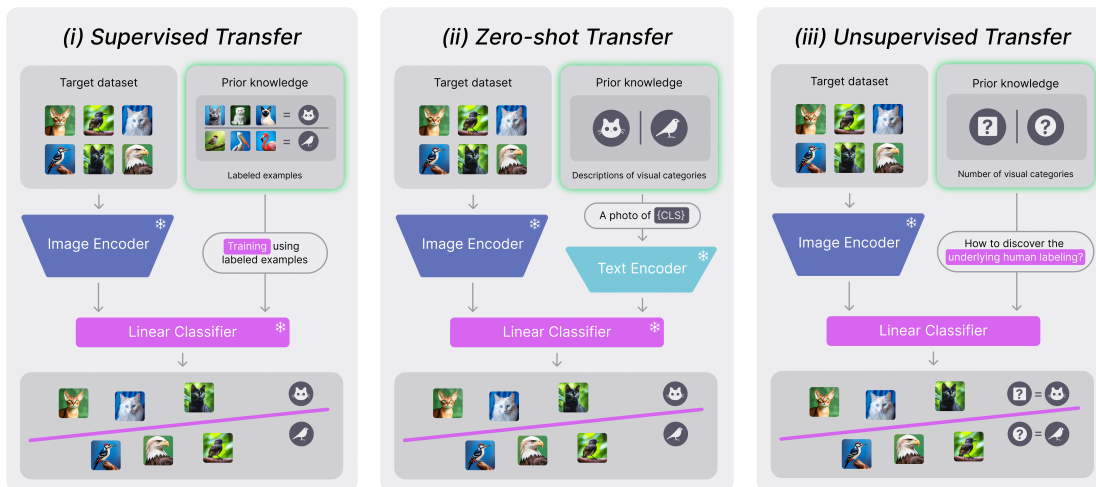 (i) Supervised Transfer
Target dataset
Prior knowledge
=
=
Labeled examples
Image Encoder
Training using
labeled examples
Linear Classifier
(ii) Zero-shot Transfer
Target dataset
Prior knowledge
Descriptions of visual categories
A photo of {CLS}
Image Encoder
Text Encoder
Linear Classifier
(iii) Unsupervised Transfer
Target dataset
Prior knowledge
? ?
Number of visual categories
Image Encoder
How to discover the
underlying human labeling?
Linear Classifier
? =
? =